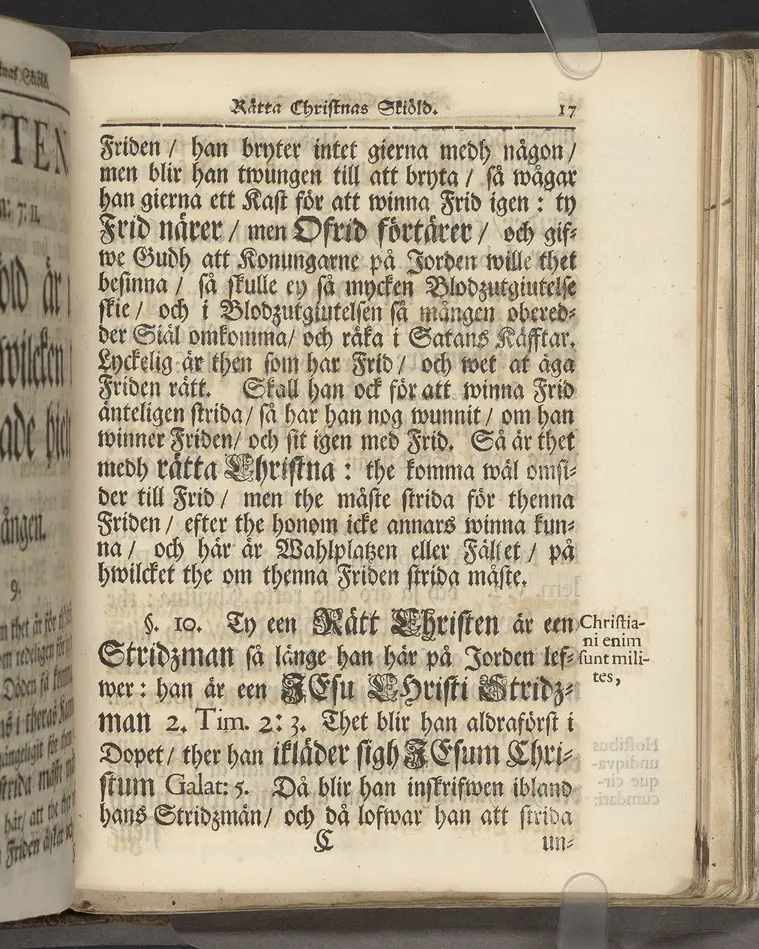 Rätta Christnas Skiöld. 17
Friden / han bryter intet gierna medh någon /
men blir han twungen till att bryta / så wågar
han gierna ett Kast för att winna Frid igen : ty
Frid närer / men Ofrid förtärer / och gif-
we Gudh att Konungarne på Jorden wille thet
besinna / så skulle ey så mycken Blodzutgiutelse
skie / och i Blodzutgiutelsen så mången obered-
der Siäl omkomma / och råka i Satans Käfftar.
Lyckelig är then som har Frid / och wet at äga
Friden rätt. Skall han ock för att winna Frid
änteligen strida / så har han nog wunnit / om han
winner Friden / och sit igen med Frid. Så är thet
medh rätta Christna : the komma wäl omsi-
der till Frid / men the måste strida för thenna
Friden / efter the honom icke annars winna kun-
na / och här är Wahlplatzen eller Fältet / på
hwilcket the om thenna Friden strida måste.
§. 10. Ty een Rätt Christen är een
Stridzman så länge han här på Jorden lef-
wer : han är een JEsu CHristi Stridz-
man 2. Tim. 2: 3. Thet blir han aldraförst i
Dopet / ther han ikläder sigh JEsum Chri-
stum Galat: 5. Då blir han inskrifwen ibland
hans Stridzmän / och då lofwar han att strida
C un-
Christia-
ni enim
sunt mili-
tes,
TEN
n: 7: 11.
öld är
hwilcken
ången.
9.